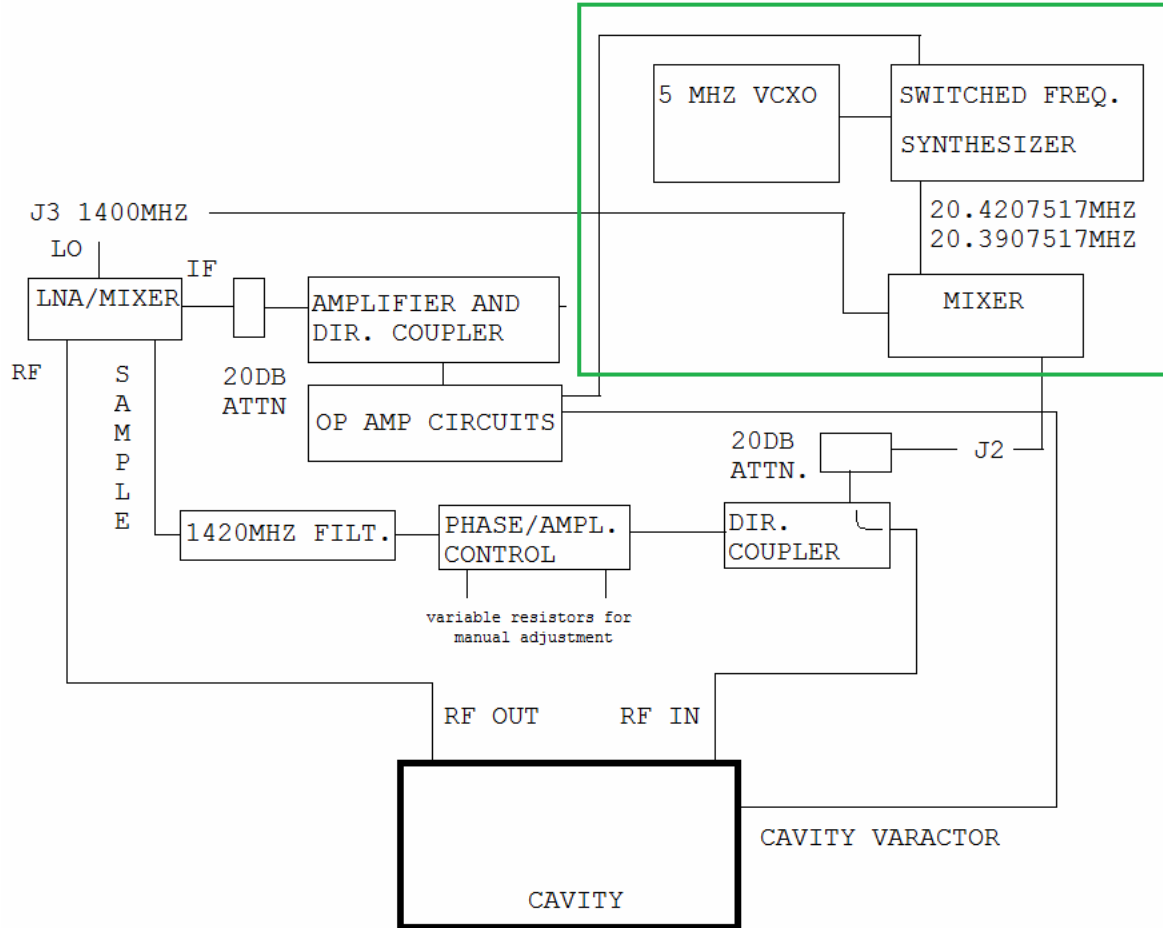 5 MHZ VCXO
SWITCHED FREQ.
SYNTHESIZER
20.4207517MHZ
20.3907517MHZ
J3 1400MHZ
LO
IF
LNA/MIXER
AMPLIFIER AND
DIR. COUPLER
MIXER
RF
SAMPLE
20DB
ATTN
OP AMP CIRCUITS
20DB
ATTN.
J2
1420MHZ FILT.
PHASE/AMPL.
CONTROL
DIR.
COUPLER
variable resistors for
manual adjustment
RF OUT
RF IN
CAVITY VARACTOR
CAVITY